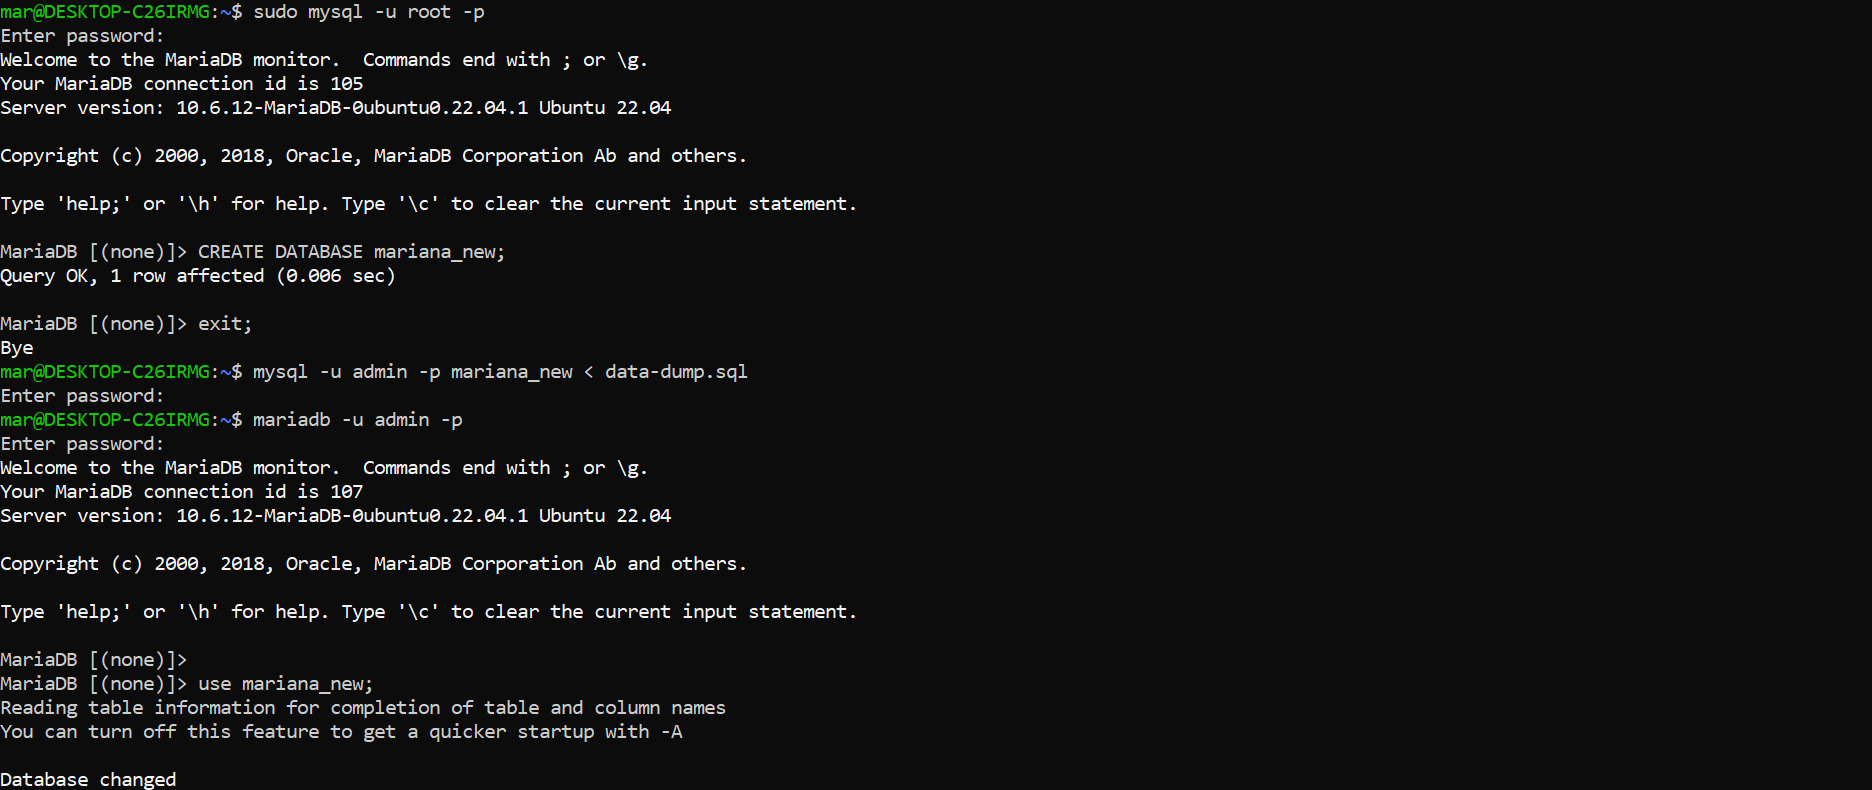 mar@DESKTOP-C26IRMG:~$ sudo mysql -u root -p
Enter password:
Welcome to the MariaDB monitor.  Commands end with ; or \g.
Your MariaDB connection id is 105
Server version: 10.6.12-MariaDB-0ubuntu0.22.04.1 Ubuntu 22.04

Copyright (c) 2000, 2018, Oracle, MariaDB Corporation Ab and others.

Type 'help;' or '\h' for help. Type '\c' to clear the current input statement.

MariaDB [(none)]> CREATE DATABASE mariana_new;
Query OK, 1 row affected (0.006 sec)

MariaDB [(none)]> exit;
Bye
mar@DESKTOP-C26IRMG:~$ mysql -u admin -p mariana_new < data-dump.sql
Enter password:
mar@DESKTOP-C26IRMG:~$ mariadb -u admin -p
Enter password:
Welcome to the MariaDB monitor.  Commands end with ; or \g.
Your MariaDB connection id is 107
Server version: 10.6.12-MariaDB-0ubuntu0.22.04.1 Ubuntu 22.04

Copyright (c) 2000, 2018, Oracle, MariaDB Corporation Ab and others.

Type 'help;' or '\h' for help. Type '\c' to clear the current input statement.

MariaDB [(none)]>
MariaDB [(none)]> use mariana_new;
Reading table information for completion of table and column names
You can turn off this feature to get a quicker startup with -A

Database changed